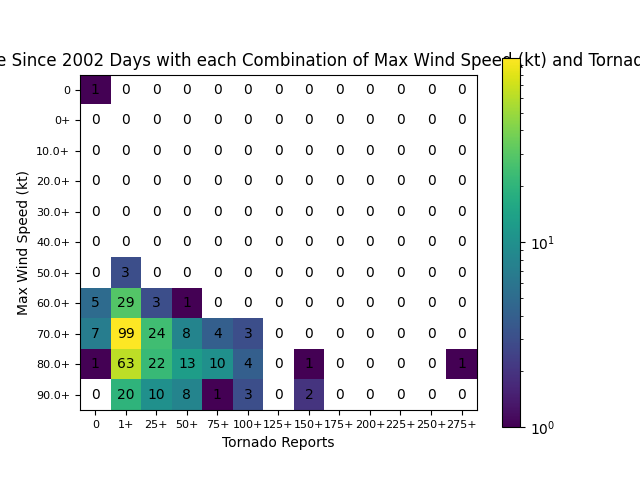 e Since 2002 Days with each Combination of Max Wind Speed (kt) and Tornad
Max Wind Speed (kt)
0 1 0 0 0 0 0 0 0 0 0 0 0 0
0+ 0 0 0 0 0 0 0 0 0 0 0 0 0
10.0+ 0 0 0 0 0 0 0 0 0 0 0 0 0
20.0+ 0 0 0 0 0 0 0 0 0 0 0 0 0
30.0+ 0 0 0 0 0 0 0 0 0 0 0 0 0
40.0+ 0 0 0 0 0 0 0 0 0 0 0 0 0
50.0+ 0 3 0 0 0 0 0 0 0 0 0 0 0
60.0+ 5 29 3 1 0 0 0 0 0 0 0 0 0
70.0+ 7 99 24 8 4 3 0 0 0 0 0 0 0
80.0+ 1 63 22 13 10 4 0 1 0 0 0 0 1
90.0+ 0 20 10 8 1 3 0 2 0 0 0 0 0
0 1+ 25+ 50+ 75+ 100+ 125+ 150+ 175+ 200+ 225+ 250+ 275+
Tornado Reports
10¹
10⁰